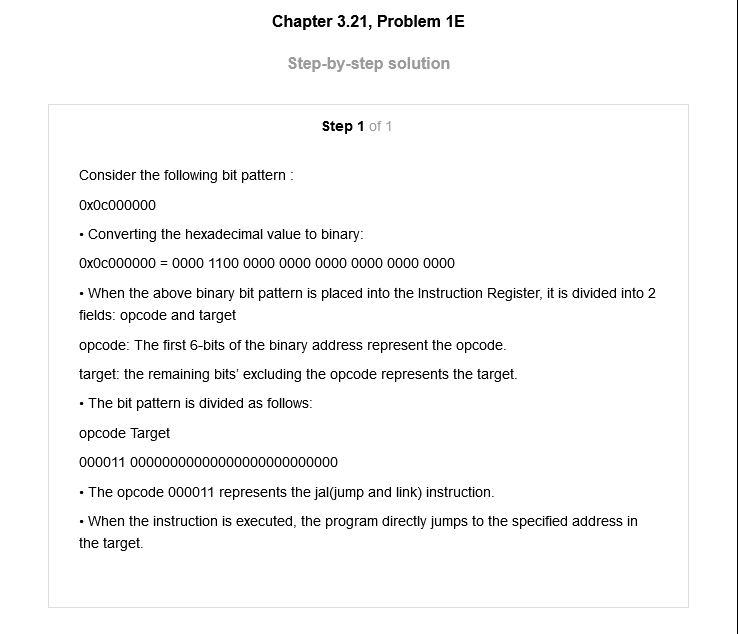 Chapter 3.21, Problem 1E
Step-by-step solution
Step 1 of 1
Consider the following bit pattern :
0x0c000000
• Converting the hexadecimal value to binary:
0x0c000000 = 0000 1100 0000 0000 0000 0000 0000 0000
• When the above binary bit pattern is placed into the Instruction Register, it is divided into 2
fields: opcode and target
opcode: The first 6-bits of the binary address represent the opcode.
target: the remaining bits’ excluding the opcode represents the target.
• The bit pattern is divided as follows:
opcode Target
000011 00000000000000000000000000
• The opcode 000011 represents the jal(jump and link) instruction.
• When the instruction is executed, the program directly jumps to the specified address in
the target.